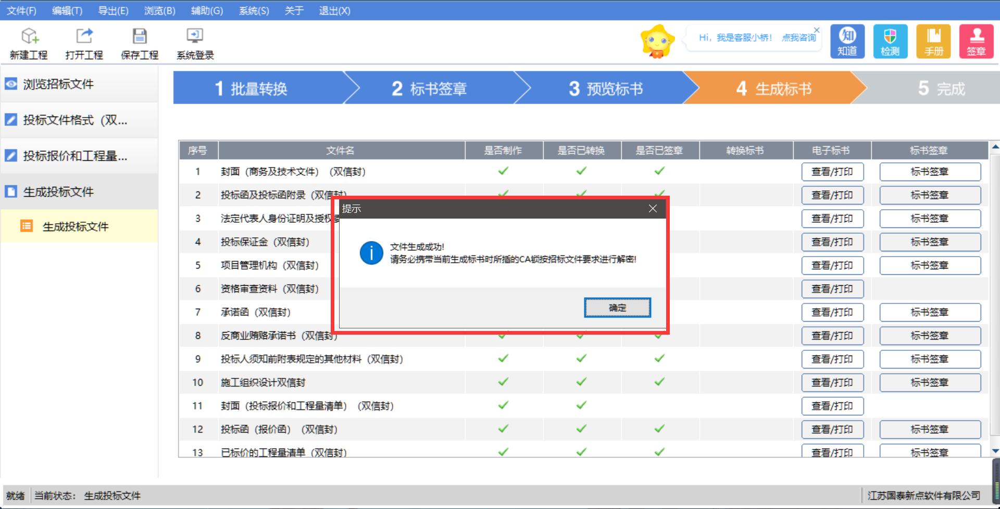 文件(F) 编辑(T) 导出(E) 浏览(B) 辅助(G) 系统(S) 关于 退出(X)
新建工程 打开工程 保存工程 系统登录
Hi，我是客服小桥！ 点我咨询
知 知道 检测 手册 签章
浏览招标文件
投标文件格式（双...
投标报价和工程量...
生成投标文件
生成投标文件
1 批量转换 2 标书签章 3 预览标书 4 生成标书 5 完成
序号 文件名 是否制作 是否已转换 是否已签章 转换标书 电子标书 标书签章
1 封面（商务及技术文件）（双信封） 查看/打印 标书签章
2 投标函及投标函附录（双信封） 查看/打印 标书签章
3 法定代表人身份证明及授权 查看/打印 标书签章
4 投标保证金（双信封） 查看/打印 标书签章
5 项目管理机构（双信封） 查看/打印 标书签章
6 资格审查资料（双信封） 查看/打印
7 承诺函（双信封） 查看/打印 标书签章
8 反商业贿赂承诺书（双信封） 查看/打印 标书签章
9 投标人须知前附表规定的其他材料（双信封） 查看/打印 标书签章
10 施工组织设计双信封 查看/打印 标书签章
11 封面（投标报价和工程量清单）（双信封） 查看/打印
12 投标函（报价函）（双信封） 查看/打印 标书签章
13 已标价的工程量清单（双信封） 查看/打印 标书签章
提示
文件生成成功!
请务必携带当前生成标书时所插的CA锁按招标文件要求进行解密!
确定
就绪 当前状态： 生成投标文件 江苏国泰新点软件有限公司